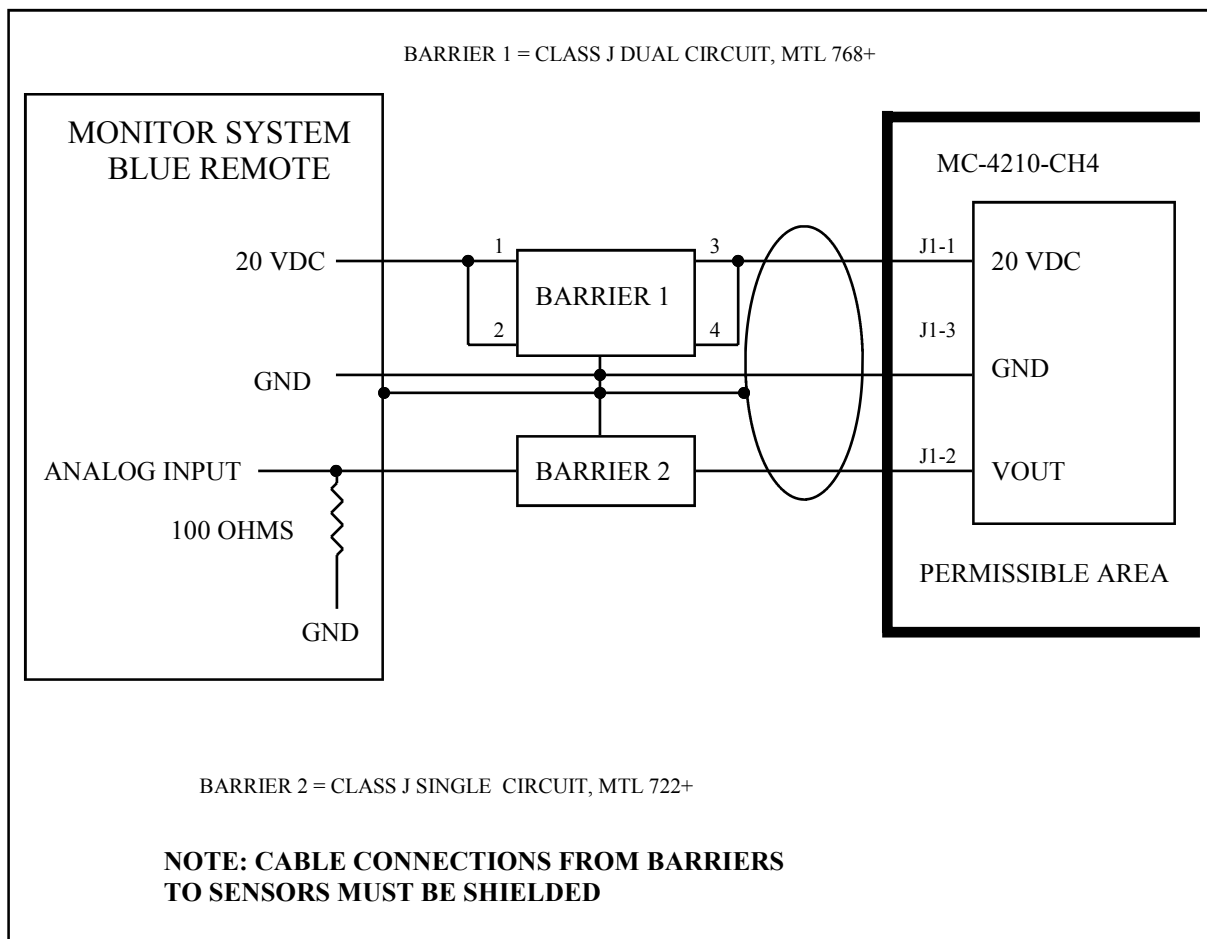 BARRIER 1 = CLASS J DUAL CIRCUIT, MTL 768+
MONITOR SYSTEM
BLUE REMOTE
MC-4210-CH4
20 VDC
1
3
J1-1
20 VDC
BARRIER 1
2
4
J1-3
GND
GND
ANALOG INPUT
BARRIER 2
J1-2
VOUT
100 OHMS
GND
PERMISSIBLE AREA
BARRIER 2 = CLASS J SINGLE CIRCUIT, MTL 722+
NOTE: CABLE CONNECTIONS FROM BARRIERS
TO SENSORS MUST BE SHIELDED